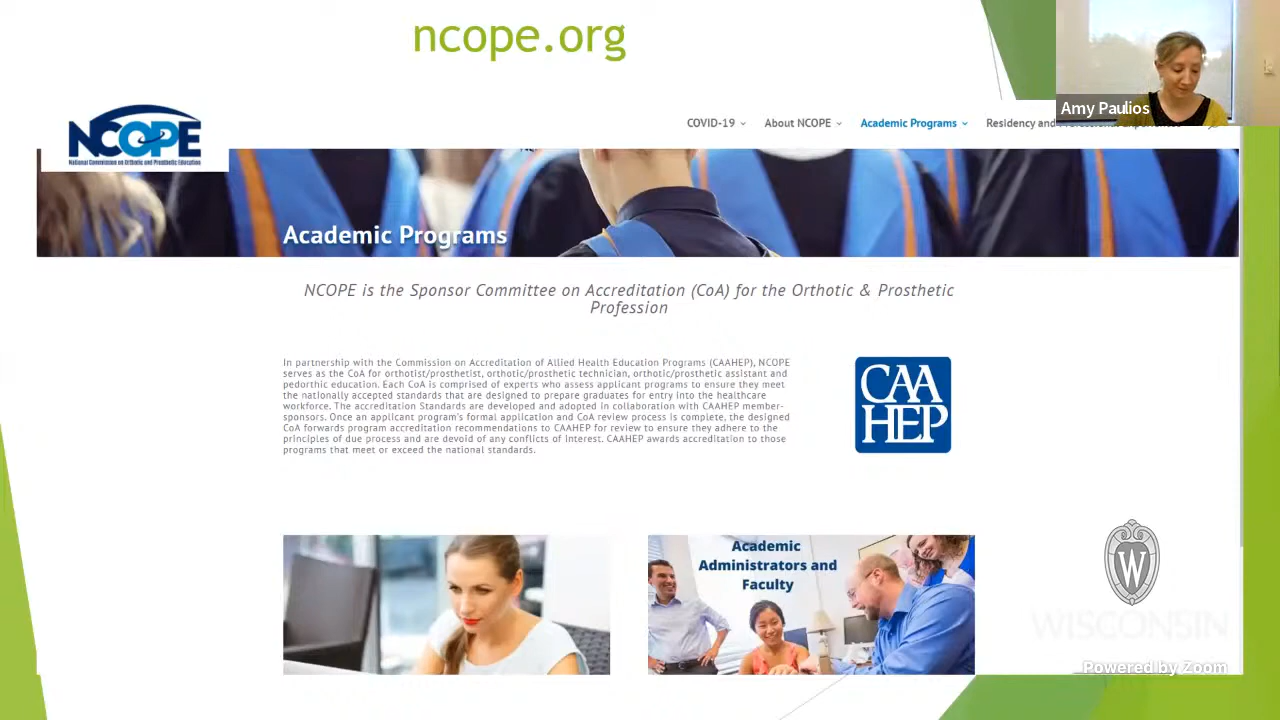 ncope.org
Amy Paulios
NCOPE
National Commission on Orthotic and Prosthetic Education
COVID-19
About NCOPE
Academic Programs
Residency and
Academic Programs
NCOPE is the Sponsor Committee on Accreditation (CoA) for the Orthotic & Prosthetic
Profession
In partnership with the Commission on Accreditation of Allied Health Education Programs (CAAHEP), NCOPE
serves as the CoA for orthotist/prosthetist, orthotic/prosthetic technician, orthotic/prosthetic assistant and
pedorthic education. Each CoA is comprised of experts who assess applicant programs to ensure they meet
the nationally accepted standards that are designed to prepare graduates for entry into the healthcare
workforce. The accreditation Standards are developed and adopted in collaboration with CAAHEP member-
sponsors. Once an applicant program's formal application and CoA review process is complete, the designed
CoA forwards program accreditation recommendations to CAAHEP for review to ensure they adhere to the
principles of due process and are devoid of any conflicts of interest. CAAHEP awards accreditation to those
programs that meet or exceed the national standards.
CAA
HEP
Academic
Administrators and
Faculty
W
WISCONSIN
Powered by Zoom